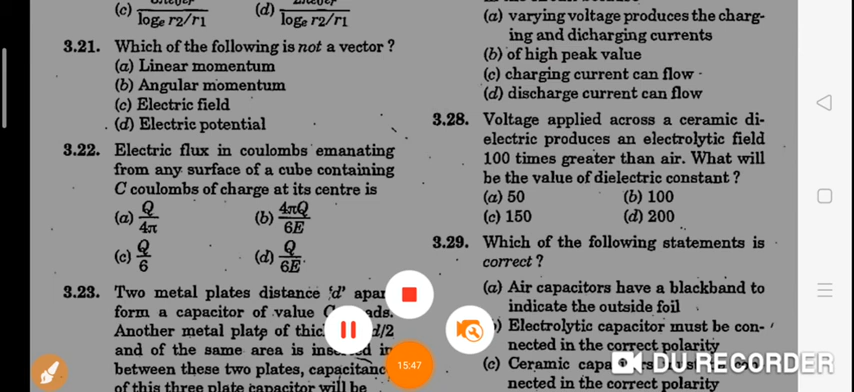 (c) / log_e r2/r1 (d) / log_e r2/r1
3.21. Which of the following is not a vector ?
(a) Linear momentum
(b) Angular momentum
(c) Electric field
(d) Electric potential
3.22. Electric flux in coulombs emanating
from any surface of a cube containing
C coulombs of charge at its centre is
(a) Q/4π (b) 4πQ/6E
(c) Q/6 (d) Q/6E
3.23. Two metal plates distance 'd' apar
form a capacitor of value
Another metal plate of thic d/2
and of the same area is in in
between these two plates, capacitanc
of this three plate capacitor will be
(a) varying voltage produces the charg-
ing and dicharging currents
(b) of high peak value
(c) charging current can flow
(d) discharge current can flow
3.28. Voltage applied across a ceramic di-
electric produces an electrolytic field
100 times greater than air. What will
be the value of dielectric constant ?
(a) 50 (b) 100
(c) 150 (d) 200
3.29. Which of the following statements is
correct ?
(a) Air capacitors have a blackband to
indicate the outside foil
) Electrolytic capacitor must be con-
nected in the correct polarity
(c) Ceramic capa
nected in the correct polarity
15:47
DU RECORDER